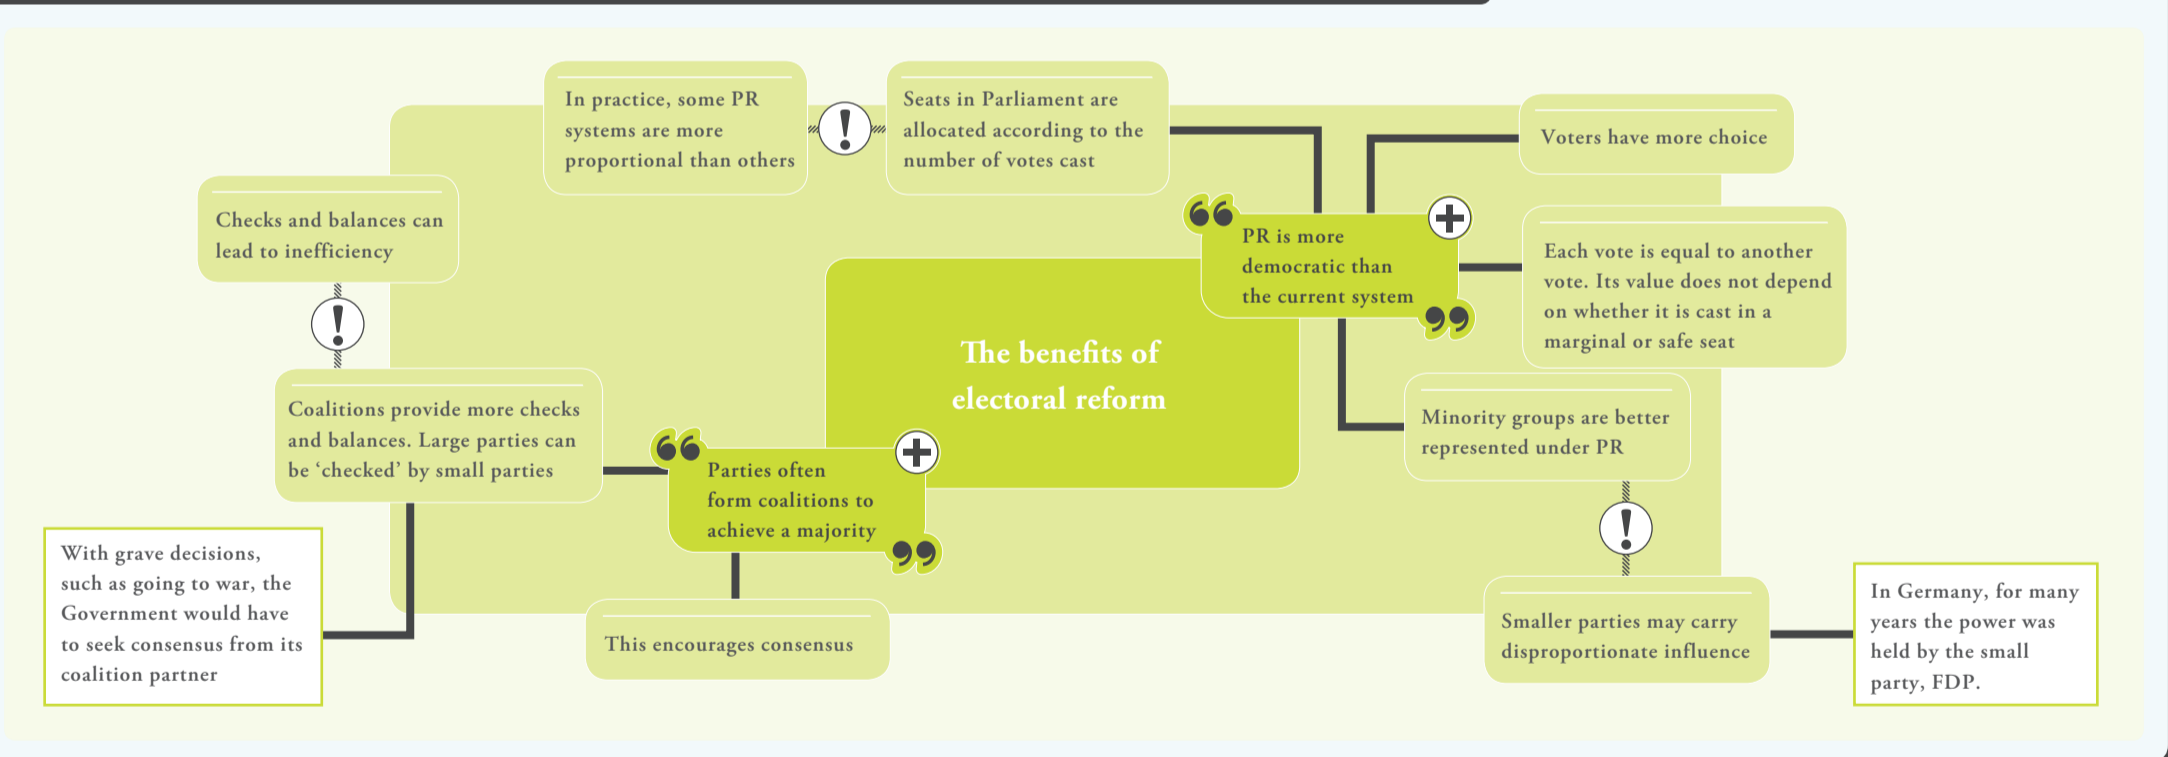 In practice, some PR
systems are more
proportional than others
Seats in Parliament are
allocated according to the
number of votes cast
Voters have more choice
Checks and balances can
lead to inefficiency
PR is more
democratic than
the current system
Each vote is equal to another
vote. Its value does not depend
on whether it is cast in a
marginal or safe seat
The benefits of
electoral reform
Coalitions provide more checks
and balances. Large parties can
be ‘checked’ by small parties
Parties often
form coalitions to
achieve a majority
Minority groups are better
represented under PR
With grave decisions,
such as going to war, the
Government would have
to seek consensus from its
coalition partner
This encourages consensus
Smaller parties may carry
disproportionate influence
In Germany, for many
years the power was
held by the small
party, FDP.